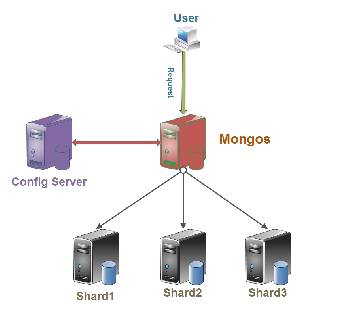 User
Request
Mongos
Config Server
Shard1
Shard2
Shard3